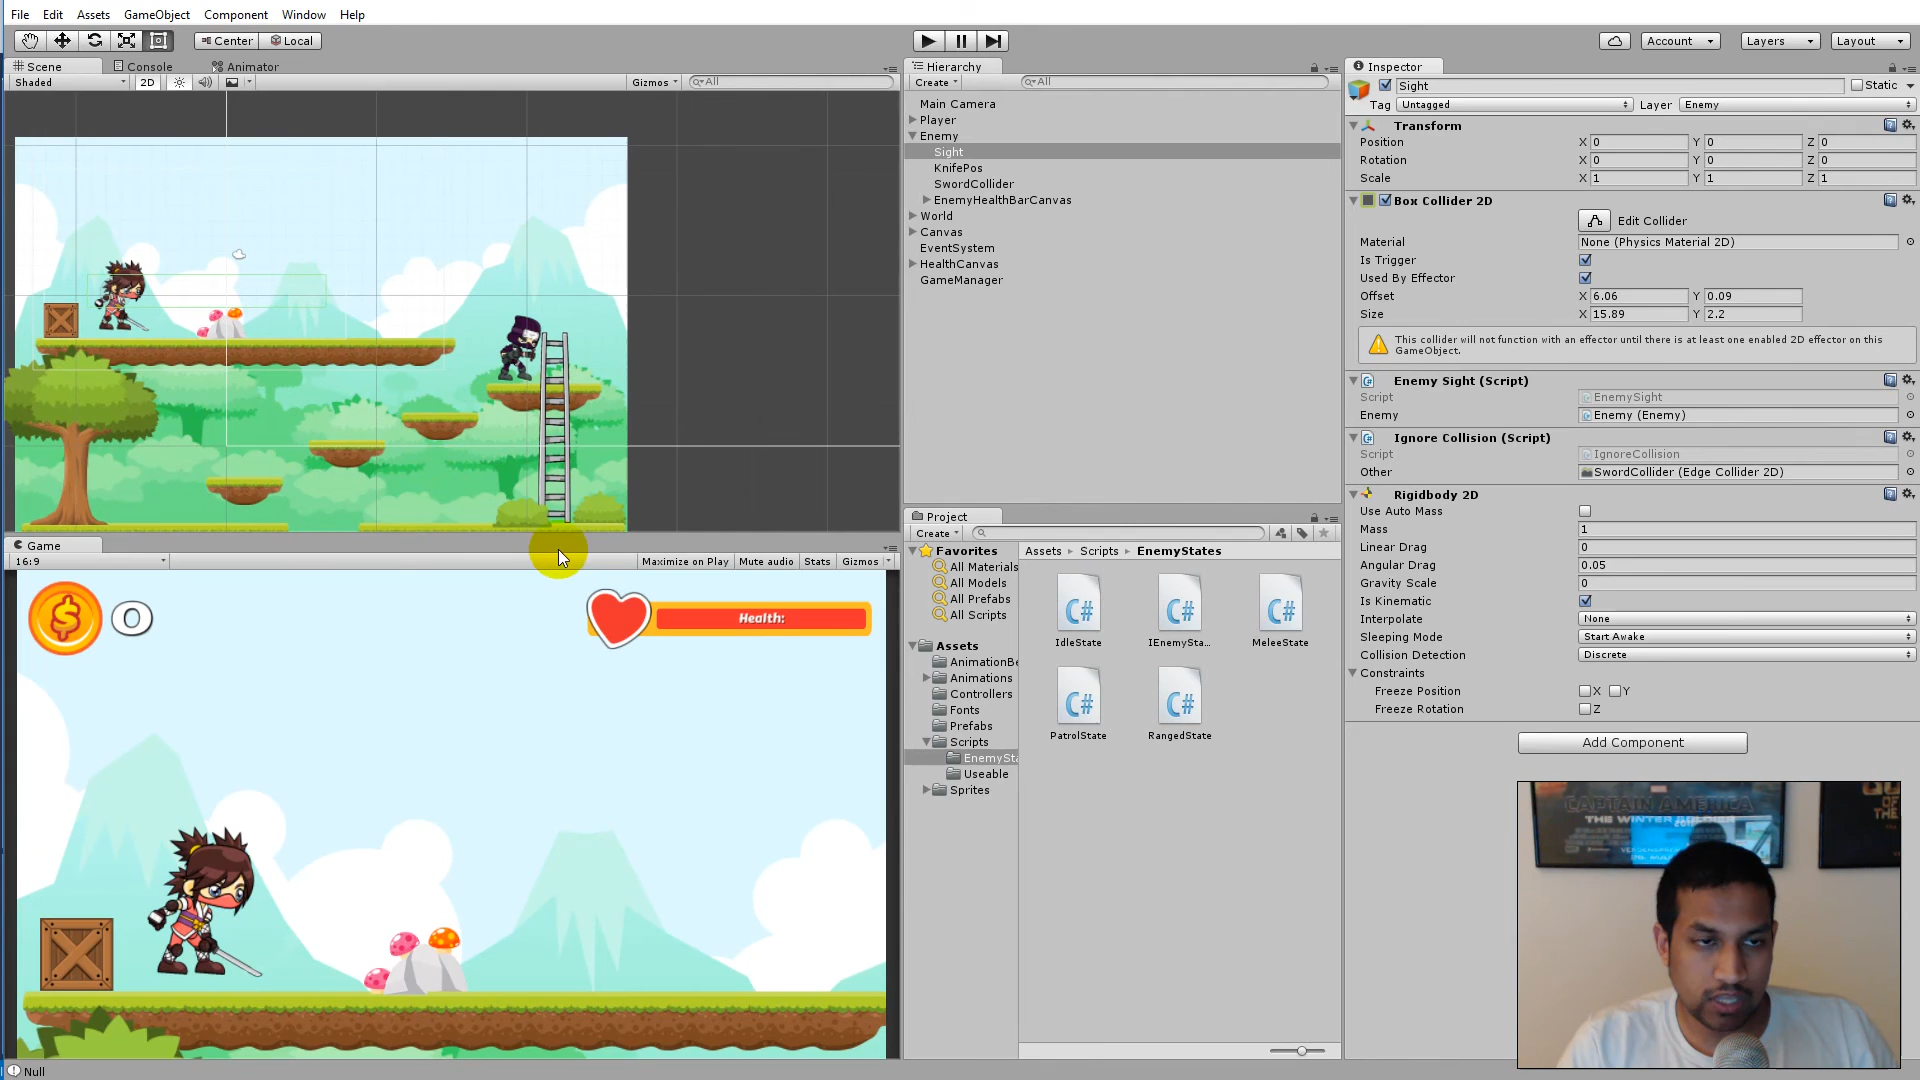 File Edit Assets GameObject Component Window Help
Center Local
Account Layers Layout
Scene Console Animator
Shaded 2D Gizmos All
Game
16:9 Maximize on Play Mute audio Stats Gizmos
0 Health:
Null
Hierarchy
Create All
Main Camera
Player
Enemy
Sight
KnifePos
SwordCollider
EnemyHealthBarCanvas
World
Canvas
EventSystem
HealthCanvas
GameManager
Project
Create
Favorites
All Materials
All Models
All Prefabs
All Scripts
Assets
AnimationBe
Animations
Controllers
Fonts
Prefabs
Scripts
EnemySta
Useable
Sprites
Assets Scripts EnemyStates
C# C# C#
IdleState IEnemySta... MeleeState
C# C#
PatrolState RangedState
Inspector
Sight Static
Tag Untagged Layer Enemy
Transform
Position X 0 Y 0 Z 0
Rotation X 0 Y 0 Z 0
Scale X 1 Y 1 Z 1
Box Collider 2D
Edit Collider
Material None (Physics Material 2D)
Is Trigger
Used By Effector
Offset X 6.06 Y 0.09
Size X 15.89 Y 2.2
This collider will not function with an effector until there is at least one enabled 2D effector on this
GameObject.
Enemy Sight (Script)
Script EnemySight
Enemy Enemy (Enemy)
Ignore Collision (Script)
Script IgnoreCollision
Other SwordCollider (Edge Collider 2D)
Rigidbody 2D
Use Auto Mass
Mass 1
Linear Drag 0
Angular Drag 0.05
Gravity Scale 0
Is Kinematic
Interpolate None
Sleeping Mode Start Awake
Collision Detection Discrete
Constraints
Freeze Position X Y
Freeze Rotation Z
Add Component
CAPTAIN AMERICA
THE WINTER SOLDIER